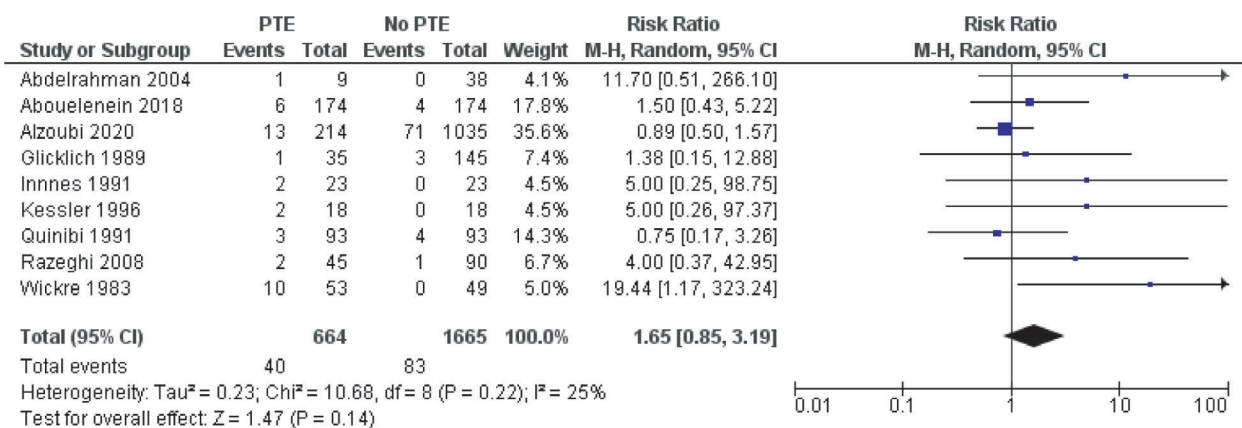 PTE No PTE Risk Ratio Risk Ratio
Study or Subgroup Events Total Events Total Weight M-H, Random, 95% CI M-H, Random, 95% CI
Abdelrahman 2004 1 9 0 38 4.1% 11.70 [0.51, 266.10]
Abouelenein 2018 6 174 4 174 17.8% 1.50 [0.43, 5.22]
Alzoubi 2020 13 214 71 1035 35.6% 0.89 [0.50, 1.57]
Glicklich 1989 1 35 3 145 7.4% 1.38 [0.15, 12.88]
Innnes 1991 2 23 0 23 4.5% 5.00 [0.25, 98.75]
Kessler 1996 2 18 0 18 4.5% 5.00 [0.26, 97.37]
Quinibi 1991 3 93 4 93 14.3% 0.75 [0.17, 3.26]
Razeghi 2008 2 45 1 90 6.7% 4.00 [0.37, 42.95]
Wickre 1983 10 53 0 49 5.0% 19.44 [1.17, 323.24]
Total (95% CI) 664 1665 100.0% 1.65 [0.85, 3.19]
Total events 40 83
Heterogeneity: Tau² = 0.23; Chi² = 10.68, df = 8 (P = 0.22); I² = 25%
Test for overall effect: Z = 1.47 (P = 0.14)
0.01 0.1 1 10 100